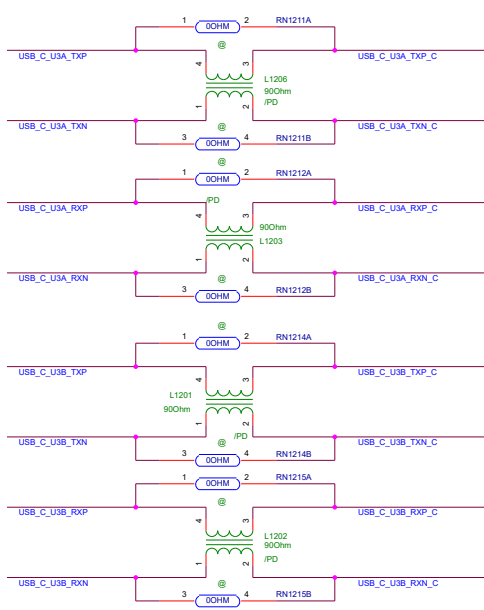 1 0OHM 2 RN1211A
@
USB_C_U3A_TXP USB_C_U3A_TXP_C
4 3
L1206
90Ohm
/PD
1 2
USB_C_U3A_TXN @ USB_C_U3A_TXN_C
3 0OHM 4 RN1211B
@
1 0OHM 2 RN1212A
/PD
USB_C_U3A_RXP USB_C_U3A_RXP_C
4 3
90Ohm
L1203
1 2
USB_C_U3A_RXN @ USB_C_U3A_RXN_C
3 0OHM 4 RN1212B
@
1 0OHM 2 RN1214A
USB_C_U3B_TXP USB_C_U3B_TXP_C
4 3
L1201
90Ohm
1 2
/PD
USB_C_U3B_TXN @ USB_C_U3B_TXN_C
3 0OHM 4 RN1214B
1 0OHM 2 RN1215A
@
USB_C_U3B_RXP USB_C_U3B_RXP_C
4 3
L1202
90Ohm
/PD
1 2
USB_C_U3B_RXN @ USB_C_U3B_RXN_C
3 0OHM 4 RN1215B